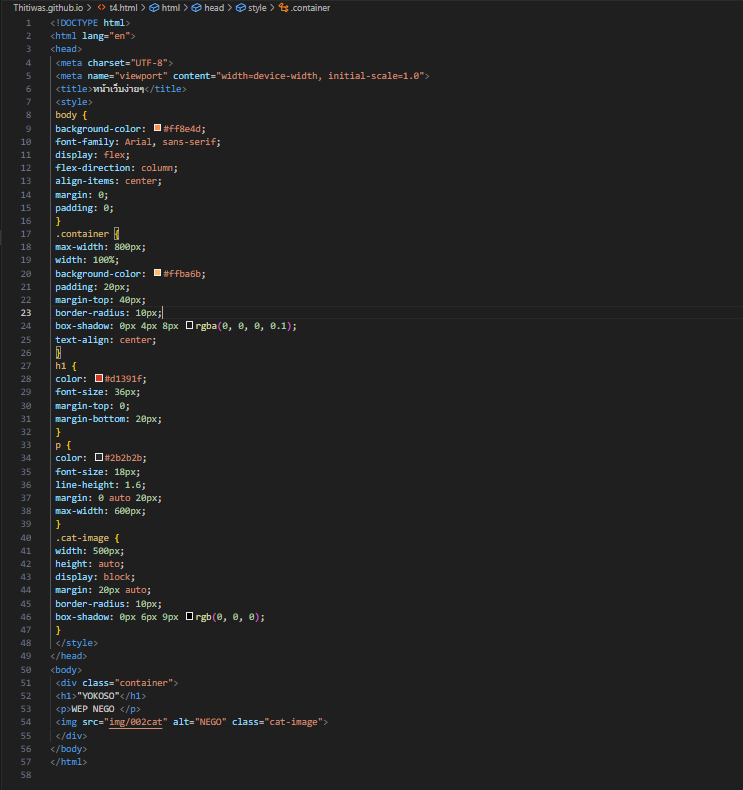 Thitiwas.github.io > t4.html > html > head > style > .container
1 <!DOCTYPE html>
2 <html lang="en">
3 <head>
4 <meta charset="UTF-8">
5 <meta name="viewport" content="width=device-width, initial-scale=1.0">
6 <title>หน้าเว็บง่ายๆ</title>
7 <style>
8 body {
9 background-color: #ff8e4d;
10 font-family: Arial, sans-serif;
11 display: flex;
12 flex-direction: column;
13 align-items: center;
14 margin: 0;
15 padding: 0;
16 }
17 .container {
18 max-width: 800px;
19 width: 100%;
20 background-color: #ffba6b;
21 padding: 20px;
22 margin-top: 40px;
23 border-radius: 10px;
24 box-shadow: 0px 4px 8px rgba(0, 0, 0, 0.1);
25 text-align: center;
26 }
27 h1 {
28 color: #d1391f;
29 font-size: 36px;
30 margin-top: 0;
31 margin-bottom: 20px;
32 }
33 p {
34 color: #2b2b2b;
35 font-size: 18px;
36 line-height: 1.6;
37 margin: 0 auto 20px;
38 max-width: 600px;
39 }
40 .cat-image {
41 width: 500px;
42 height: auto;
43 display: block;
44 margin: 20px auto;
45 border-radius: 10px;
46 box-shadow: 0px 6px 9px rgb(0, 0, 0);
47 }
48 </style>
49 </head>
50 <body>
51 <div class="container">
52 <h1>"YOKOSO"</h1>
53 <p>WEP NEGO </p>
54 <img src="img/002cat" alt="NEGO" class="cat-image">
55 </div>
56 </body>
57 </html>
58